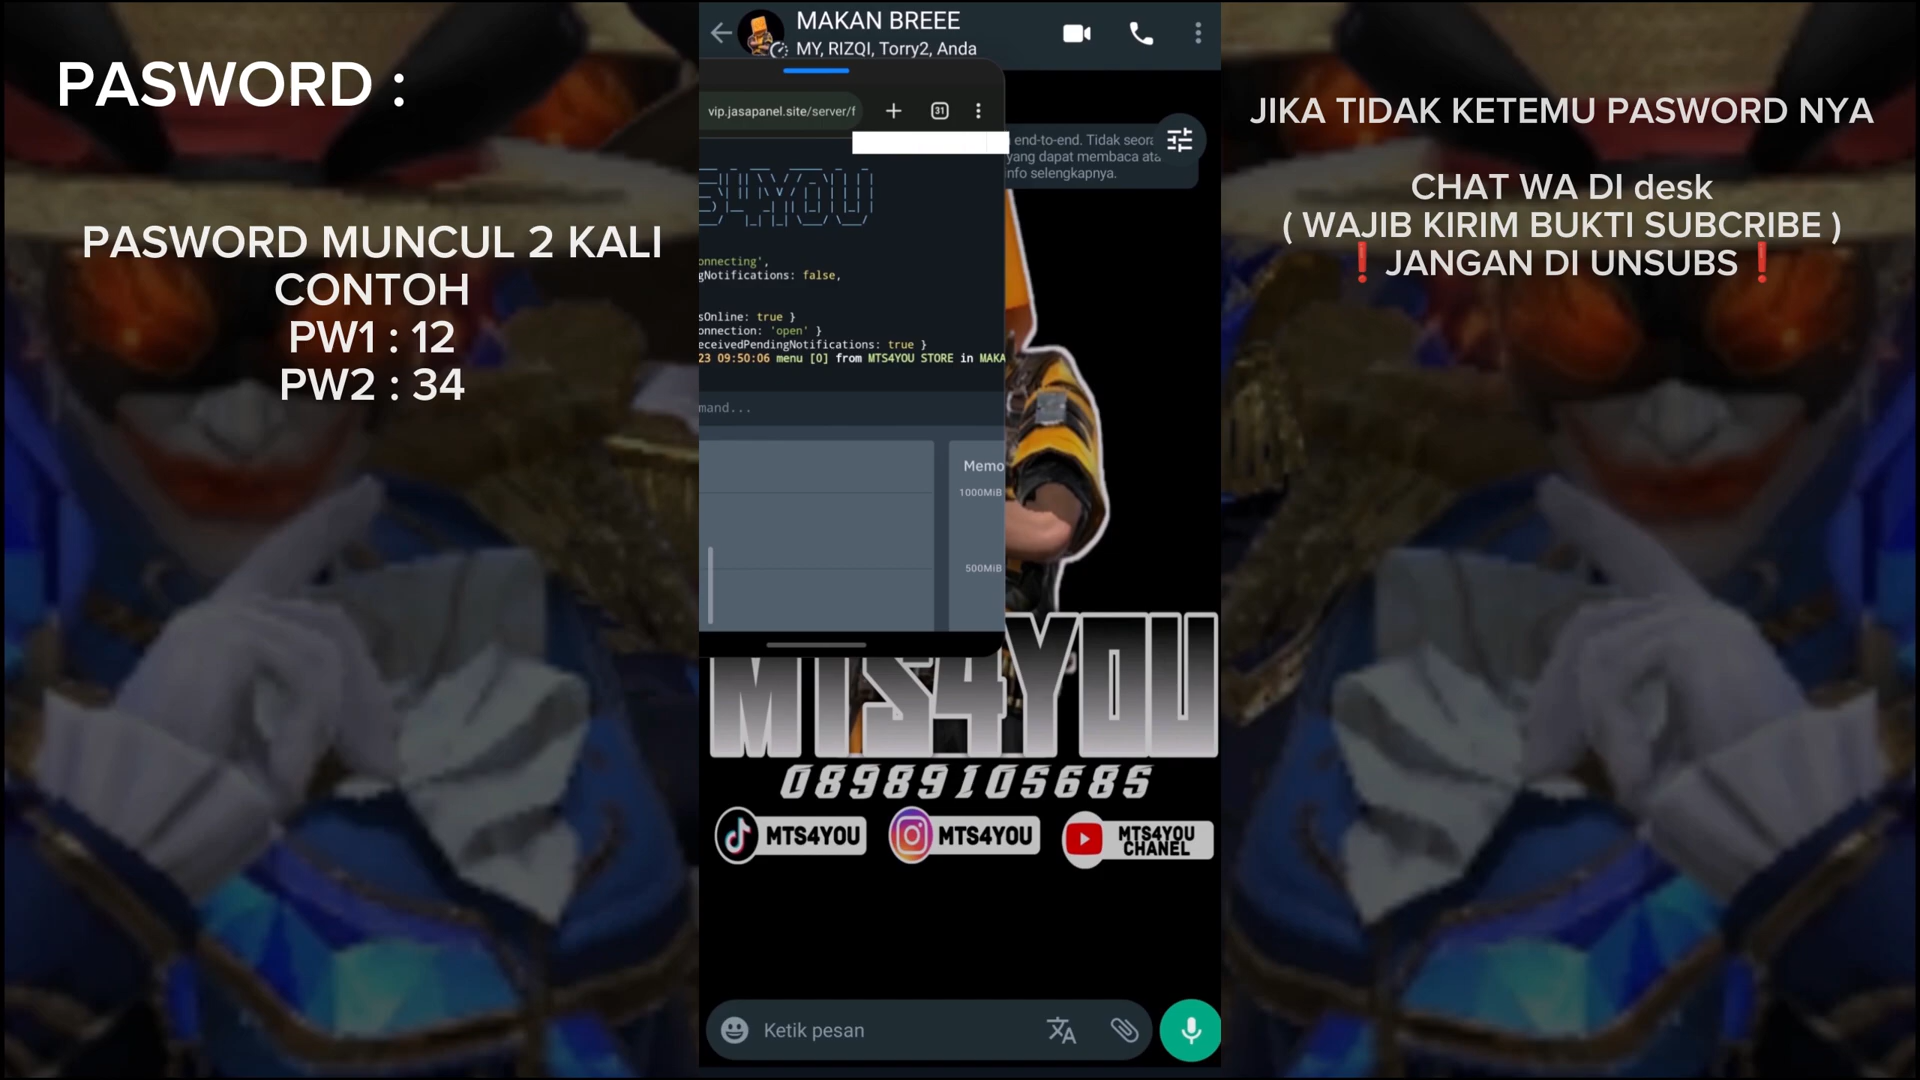 PASWORD :
PASWORD MUNCUL 2 KALI
CONTOH
PW1 : 12
PW2 : 34
MAKAN BREEE
MY, RIZQI, Torry2, Anda
vip.jasapanel.site/server/f
31
end-to-end. Tidak seora
yang dapat membaca ata
info selengkapnya.
S4YOU
onnecting',
gNotifications: false,
sOnline: true }
onnection: 'open' }
eceivedPendingNotifications: true }
23 09:50:06 menu [0] from MTS4YOU STORE in MAKA
mand...
Memo
1000MiB
500MiB
MTS4YOU
08989105685
MTS4YOU
MTS4YOU
MTS4YOU
CHANEL
Ketik pesan
JIKA TIDAK KETEMU PASWORD NYA
CHAT WA DI desk
( WAJIB KIRIM BUKTI SUBCRIBE )
❗JANGAN DI UNSUBS❗